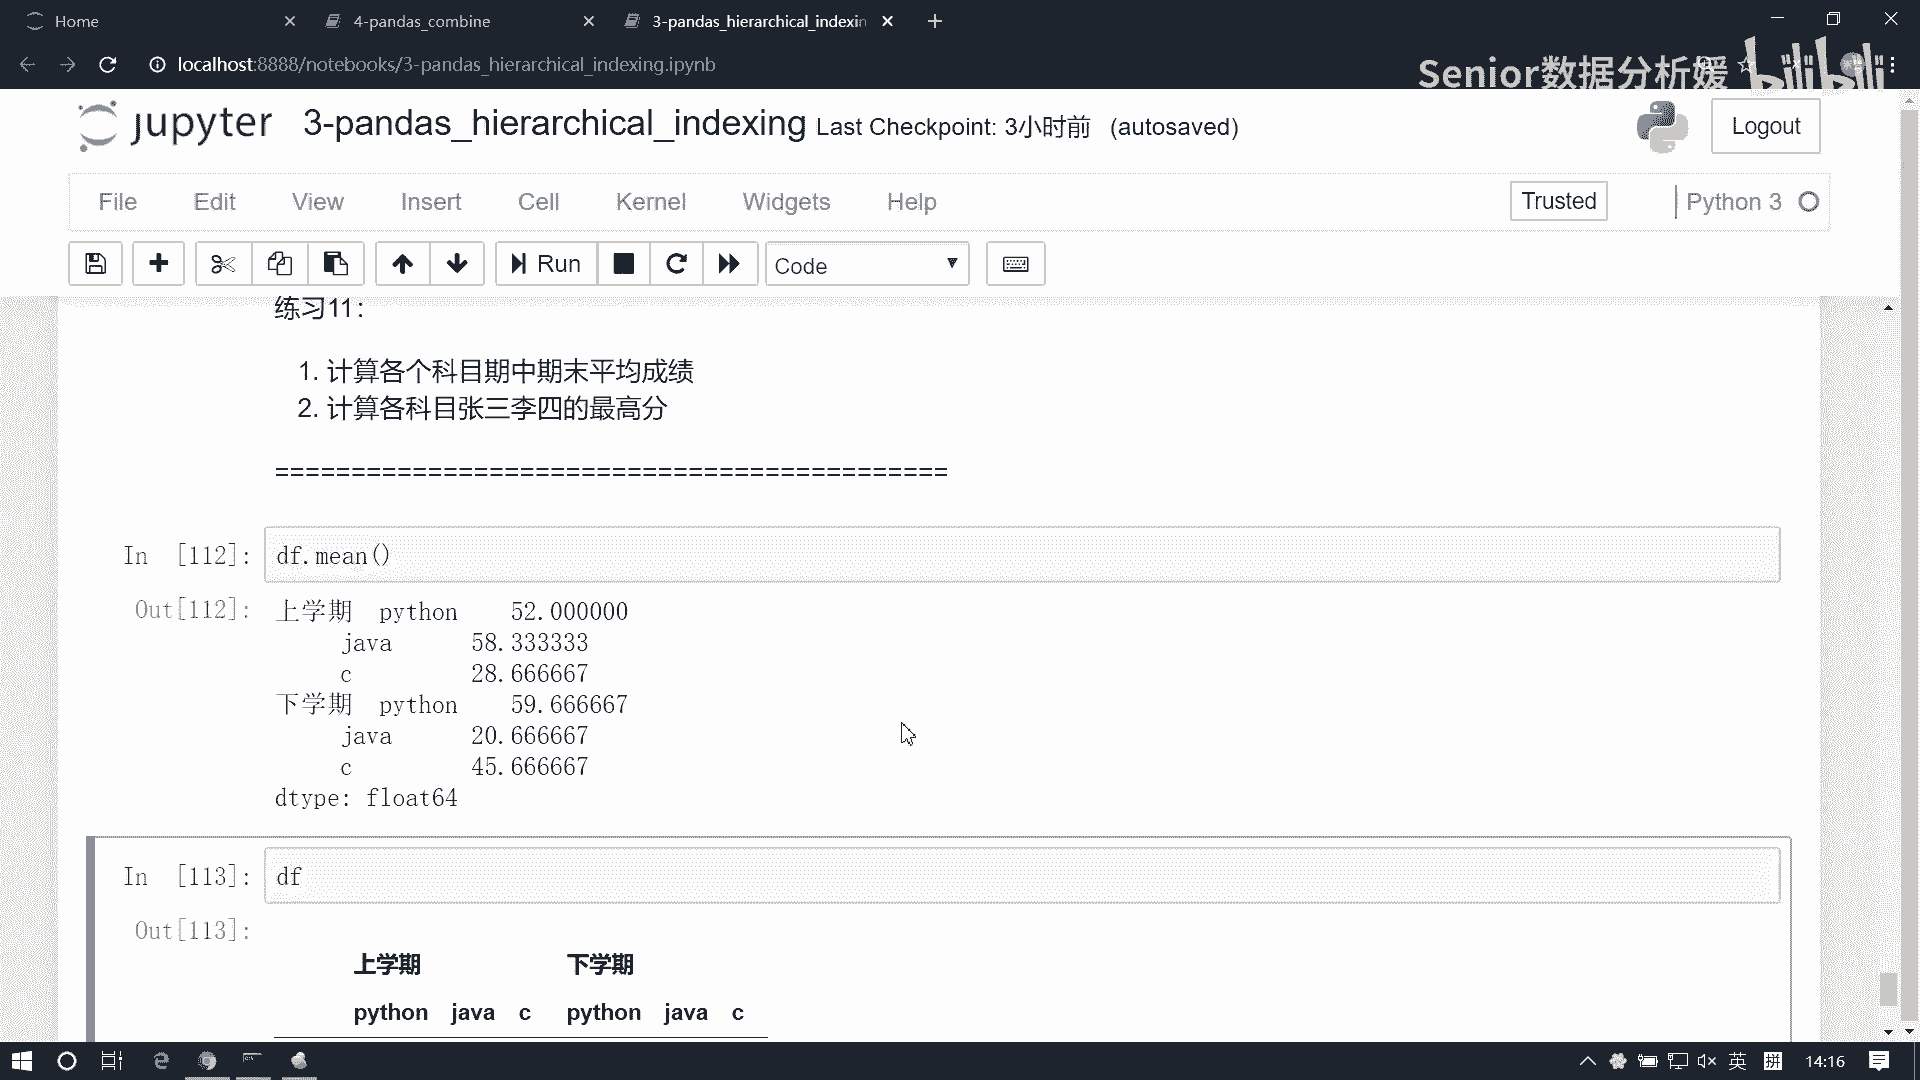 Home
4-pandas_combine
3-pandas_hierarchical_indexin
localhost:8888/notebooks/3-pandas_hierarchical_indexing.ipynb
Senior数据分析媛
bilibili
jupyter 3-pandas_hierarchical_indexing Last Checkpoint: 3小时前 (autosaved)
Logout
File Edit View Insert Cell Kernel Widgets Help
Trusted
Python 3
Run
Code
练习11：
1. 计算各个科目期中期末平均成绩
2. 计算各科目张三李四的最高分
============================================
In [112]: df.mean()
Out[112]: 上学期 python 52.000000
java 58.333333
c 28.666667
下学期 python 59.666667
java 20.666667
c 45.666667
dtype: float64
In [113]: df
Out[113]:
上学期 下学期
python java c python java c
英 拼 14:16